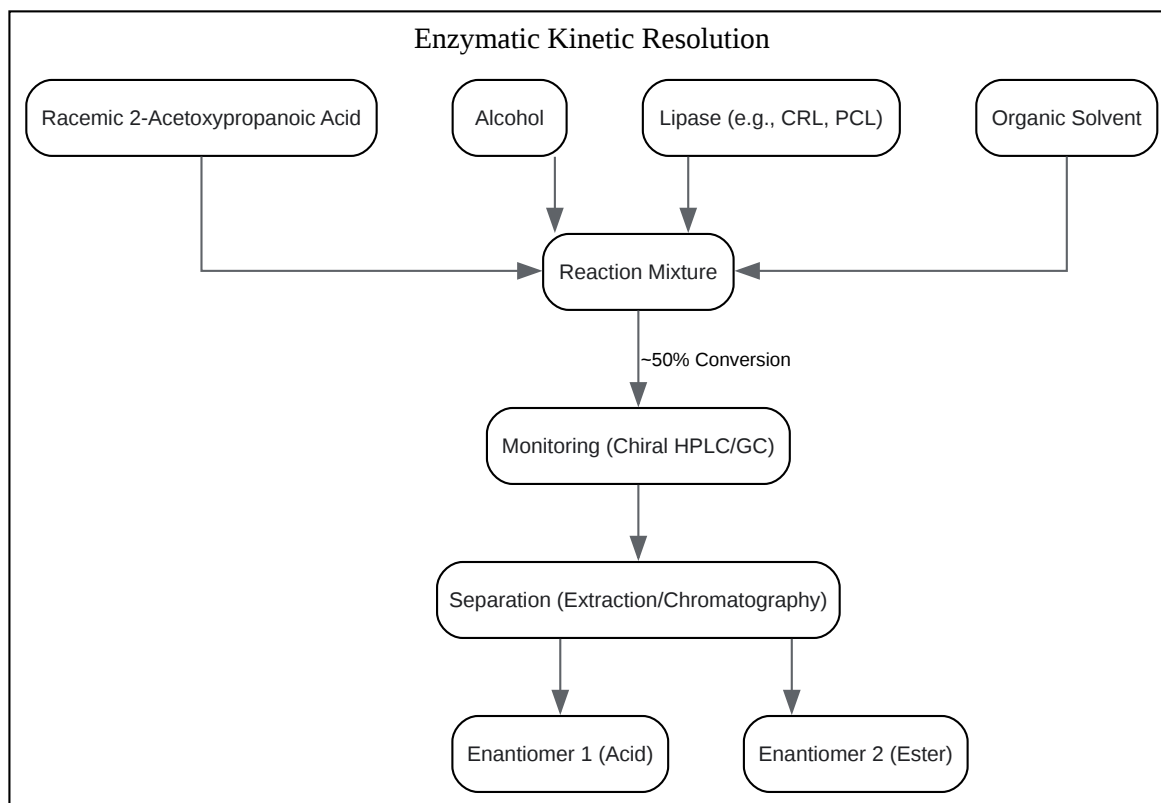 Enzymatic Kinetic Resolution
Racemic 2-Acetoxypropanoic Acid
Alcohol
Lipase (e.g., CRL, PCL)
Organic Solvent
Reaction Mixture
~50% Conversion
Monitoring (Chiral HPLC/GC)
Separation (Extraction/Chromatography)
Enantiomer 1 (Acid)
Enantiomer 2 (Ester)